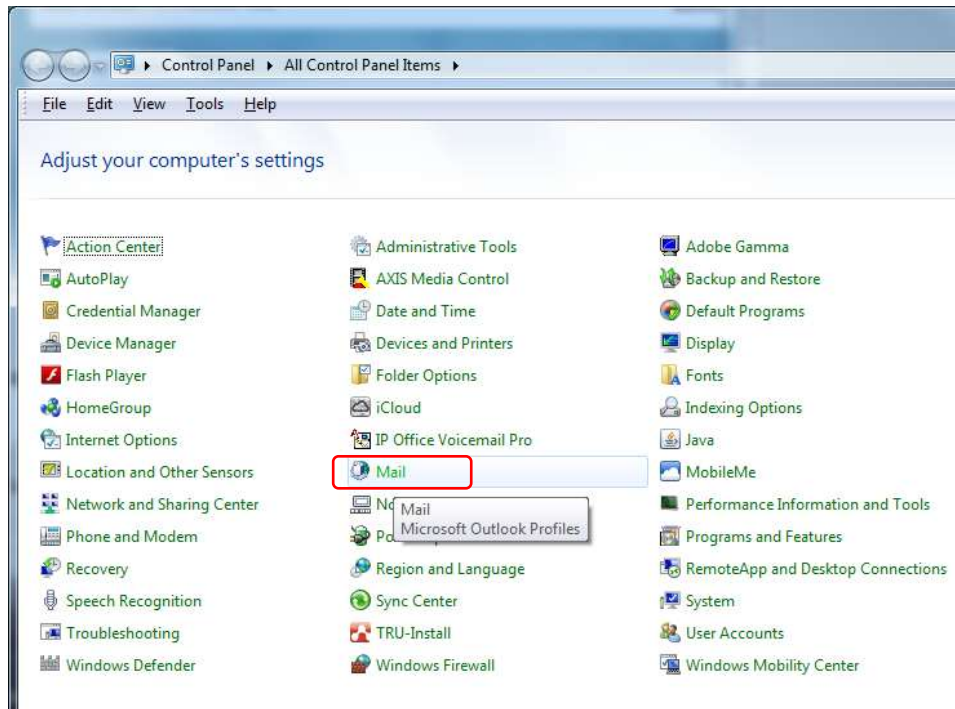 Control Panel All Control Panel Items
File Edit View Tools Help
Adjust your computer's settings
Action Center Administrative Tools Adobe Gamma
AutoPlay AXIS Media Control Backup and Restore
Credential Manager Date and Time Default Programs
Device Manager Devices and Printers Display
Flash Player Folder Options Fonts
HomeGroup iCloud Indexing Options
Internet Options IP Office Voicemail Pro Java
Location and Other Sensors Mail MobileMe
Network and Sharing Center Mail Performance Information and Tools
Microsoft Outlook Profiles
Phone and Modem Programs and Features
Recovery Region and Language RemoteApp and Desktop Connections
Speech Recognition Sync Center System
Troubleshooting TRU-Install User Accounts
Windows Defender Windows Firewall Windows Mobility Center